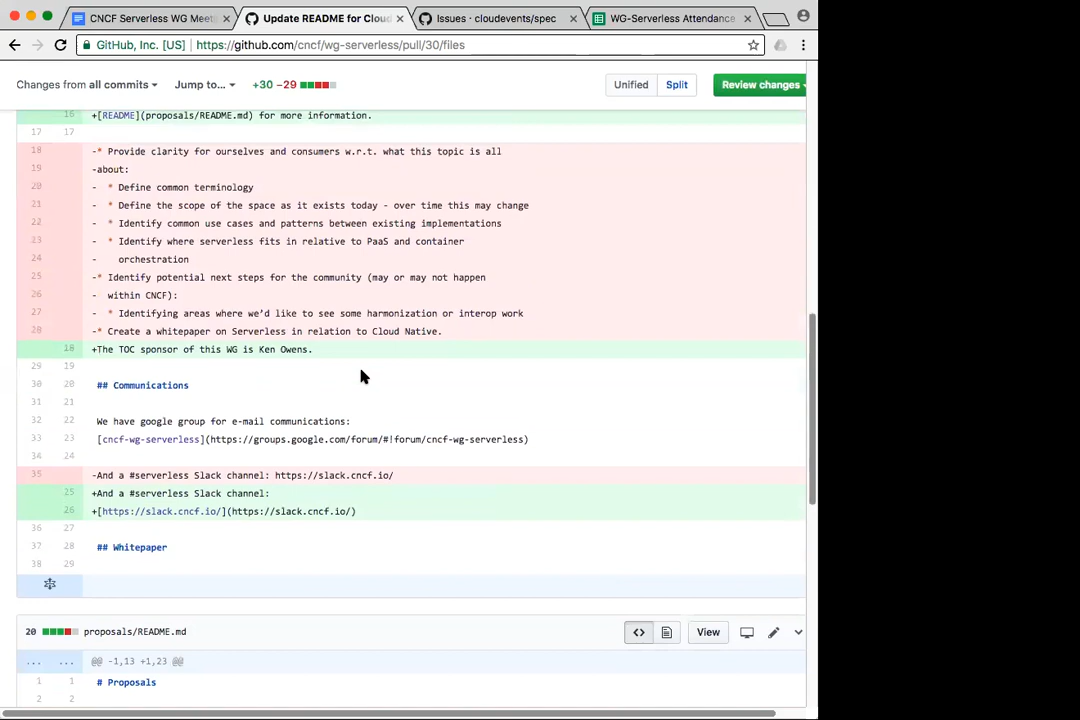 CNCF Serverless WG Meeti
Update README for Cloud
Issues · cloudevents/spec
WG-Serverless Attendance
GitHub, Inc. [US]
https://github.com/cncf/wg-serverless/pull/30/files
Changes from all commits
Jump to...
+30 −29
Unified
Split
Review changes
16 +[README](proposals/README.md) for more information.
17 17
18 -* Provide clarity for ourselves and consumers w.r.t. what this topic is all
19 -about:
20 -  * Define common terminology
21 -  * Define the scope of the space as it exists today - over time this may change
22 -  * Identify common use cases and patterns between existing implementations
23 -  * Identify where serverless fits in relative to PaaS and container
24 -    orchestration
25 -* Identify potential next steps for the community (may or may not happen
26 -  within CNCF):
27 -  * Identifying areas where we'd like to see some harmonization or interop work
28 -* Create a whitepaper on Serverless in relation to Cloud Native.
18 +The TOC sponsor of this WG is Ken Owens.
29 19
30 20 ## Communications
31 21
32 22 We have google group for e-mail communications:
33 23 [cncf-wg-serverless](https://groups.google.com/forum/#!forum/cncf-wg-serverless)
34 24
35 -And a #serverless Slack channel: https://slack.cncf.io/
25 +And a #serverless Slack channel:
26 +[https://slack.cncf.io/](https://slack.cncf.io/)
36 27
37 28 ## Whitepaper
38 29
20 proposals/README.md
View
... ... @@ -1,13 +1,23 @@
1 1 # Proposals
2 2